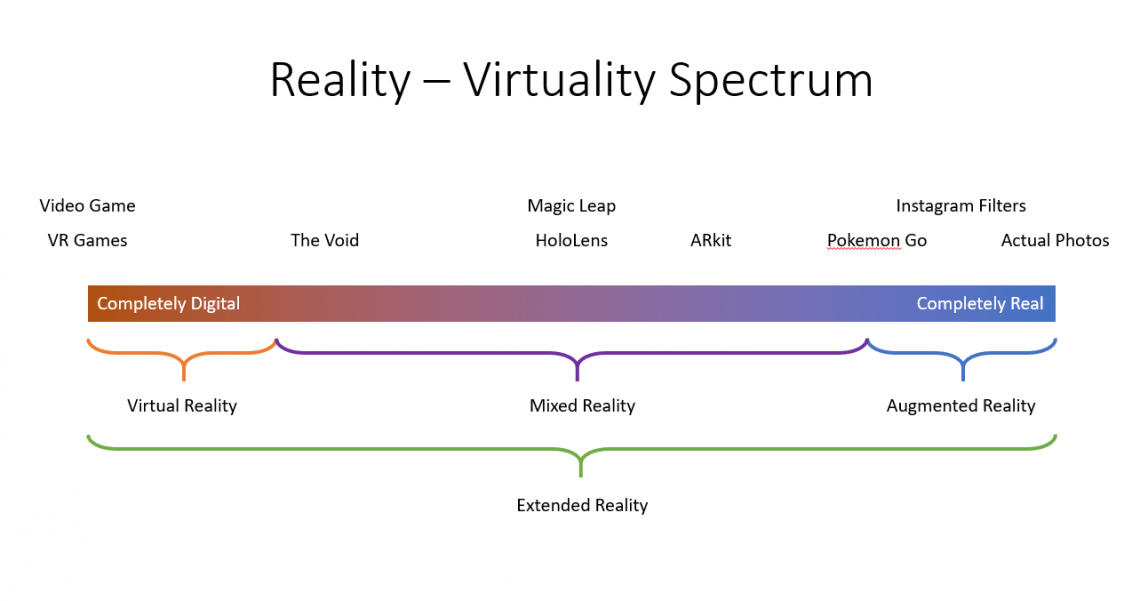 Reality – Virtuality Spectrum
Video Game
Magic Leap
Instagram Filters
VR Games
The Void
HoloLens
ARkit
Pokemon Go
Actual Photos
Completely Digital
Completely Real
Virtual Reality
Mixed Reality
Augmented Reality
Extended Reality